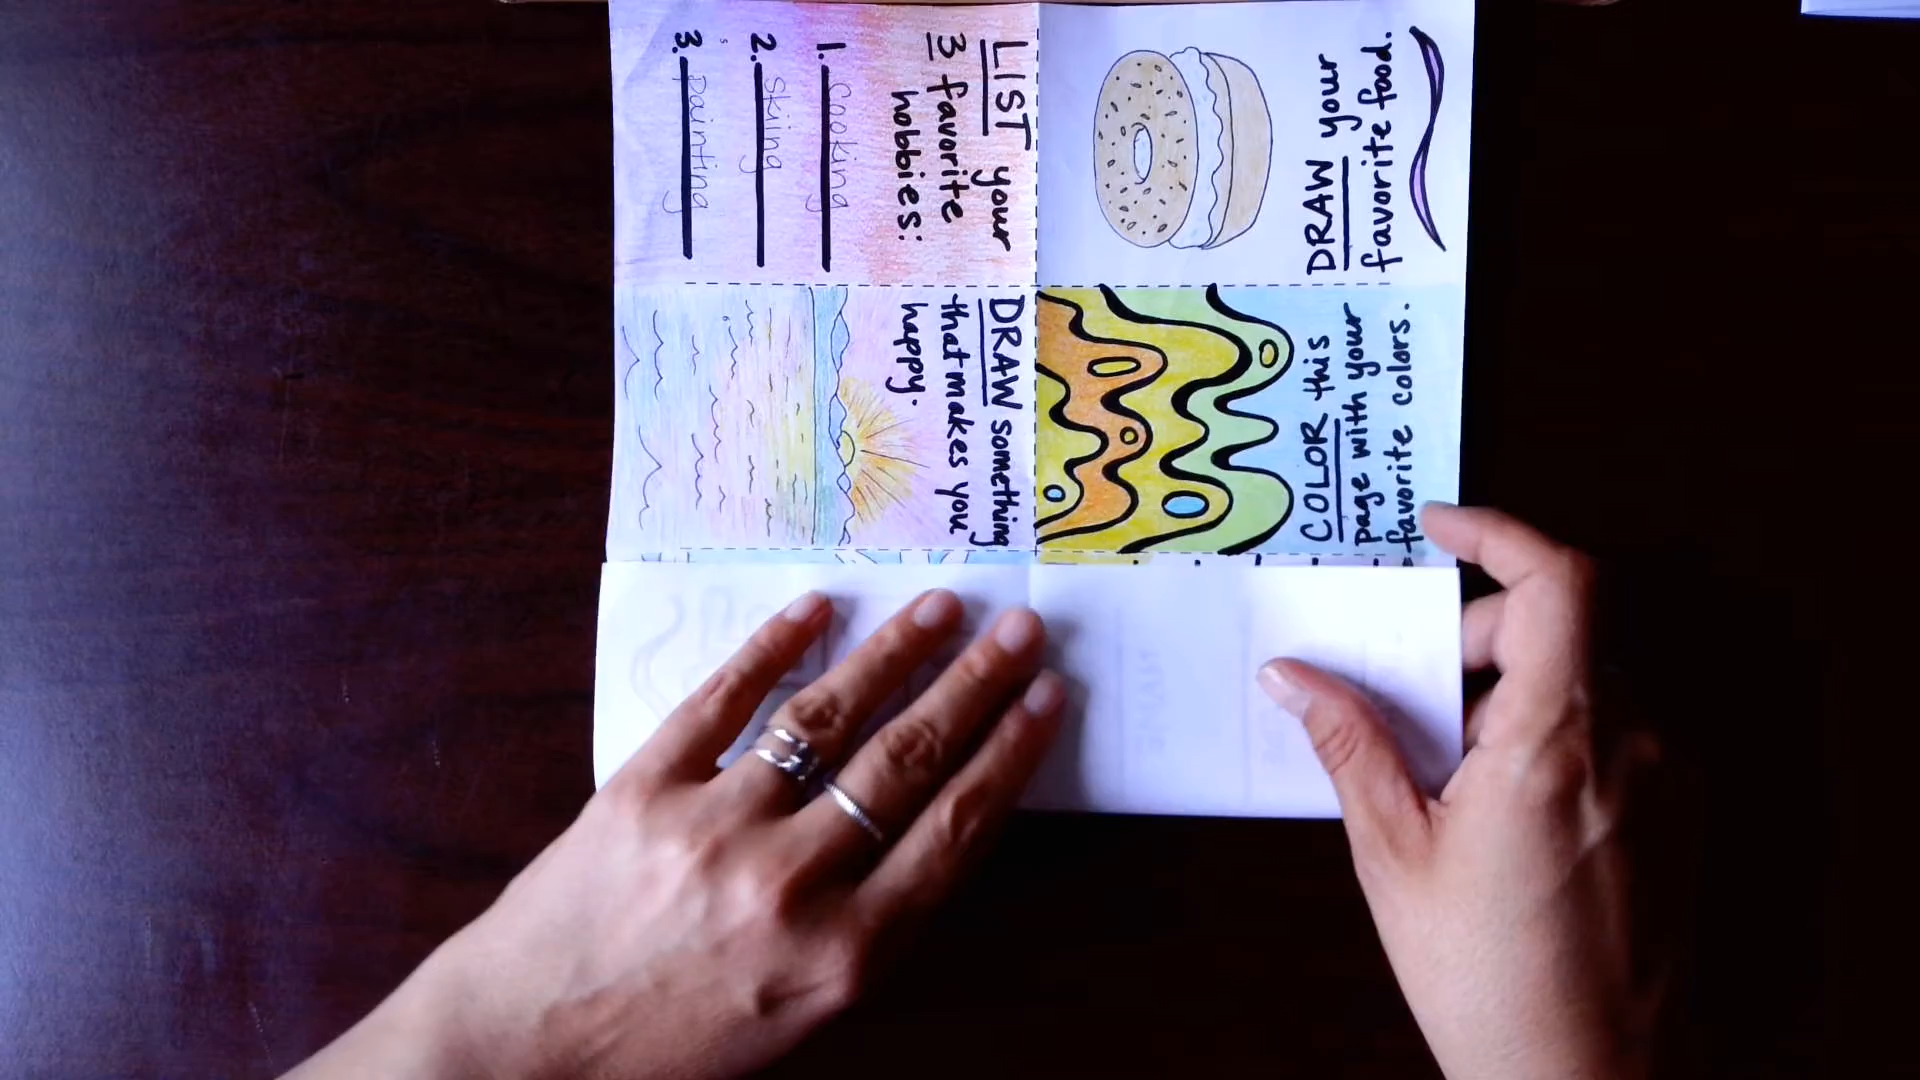 LIST your
3 favorite
hobbies:
1. Cooking
2. Skiing
3. painting
DRAW your
favorite food.
DRAW something
that makes you
happy.
COLOR this
page with your
favorite colors.